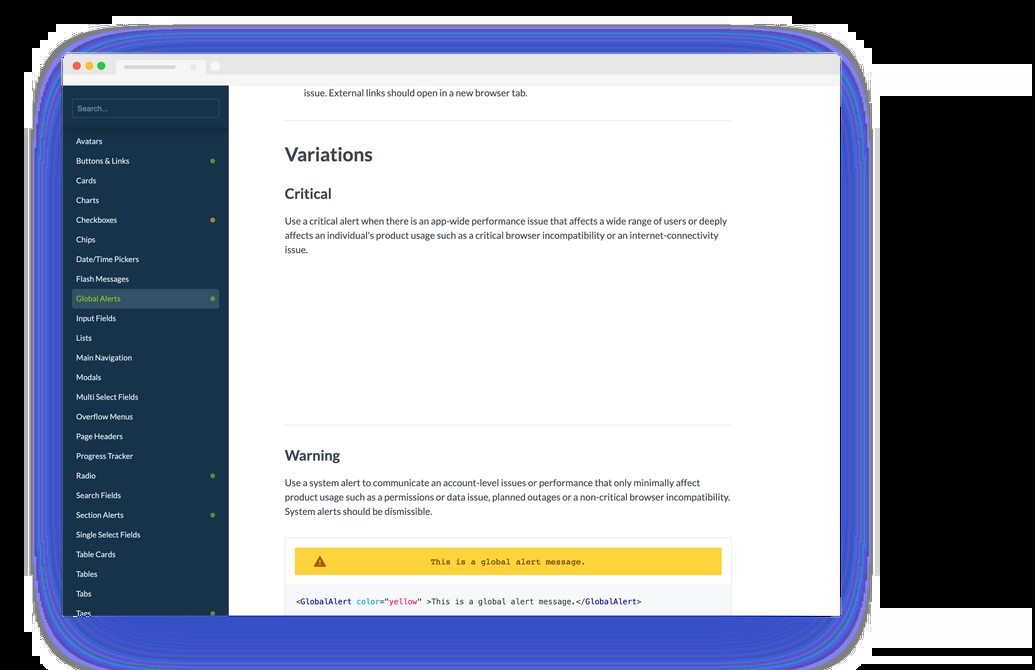 Search...
Avatars
Buttons & Links
Cards
Charts
Checkboxes
Chips
Date/Time Pickers
Flash Messages
Global Alerts
Input Fields
Lists
Main Navigation
Modals
Multi Select Fields
Overflow Menus
Page Headers
Progress Tracker
Radio
Search Fields
Section Alerts
Single Select Fields
Table Cards
Tables
Tabs
Tags
issue. External links should open in a new browser tab.
Variations
Critical
Use a critical alert when there is an app-wide performance issue that affects a wide range of users or deeply
affects an individual's product usage such as a critical browser incompatibility or an internet-connectivity
issue.
Warning
Use a system alert to communicate an account-level issues or performance that only minimally affect
product usage such as a permissions or data issue, planned outages or a non-critical browser incompatibility.
System alerts should be dismissible.
This is a global alert message.
<GlobalAlert color="yellow" >This is a global alert message.</GlobalAlert>